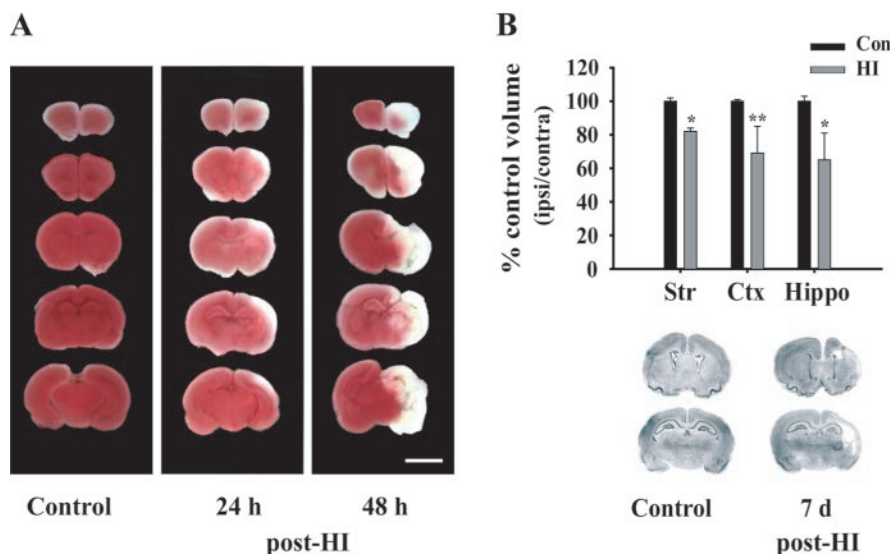 A
Control
24 h
48 h
post-HI
B
Con
HI
% control volume
(ipsi/contra)
120
100
80
60
40
20
0
*
**
*
Str
Ctx
Hippo
Control
7 d
post-HI